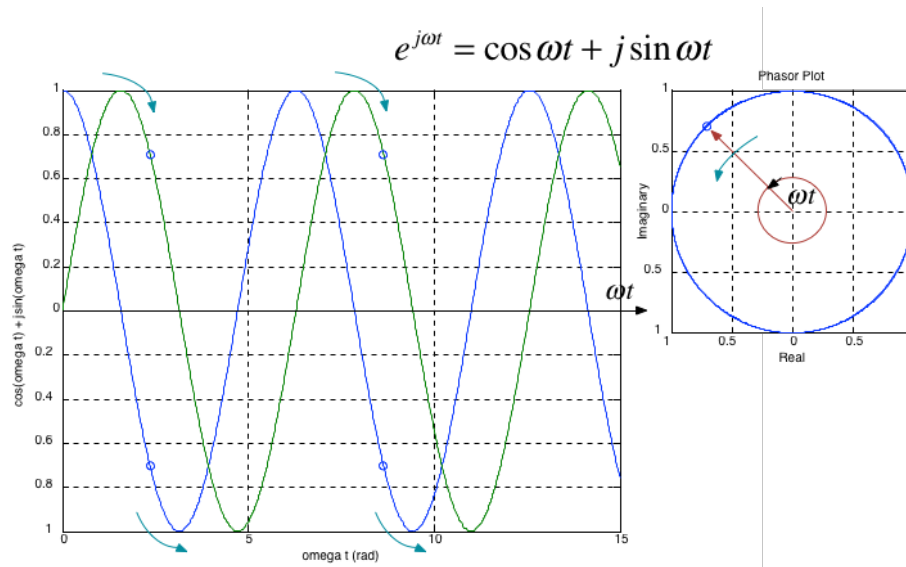 e^{jωt} = cos ωt + j sin ωt
Phasor Plot
1
0.8
0.6
0.4
0.2
0
0.2
0.4
0.6
0.8
1
cos(omega t) + jsin(omega t)
0 5 10 15
omega t (rad)
ωt
1
0.5
0
0.5
1
Imaginary
ωt
1 0.5 0 0.5
Real